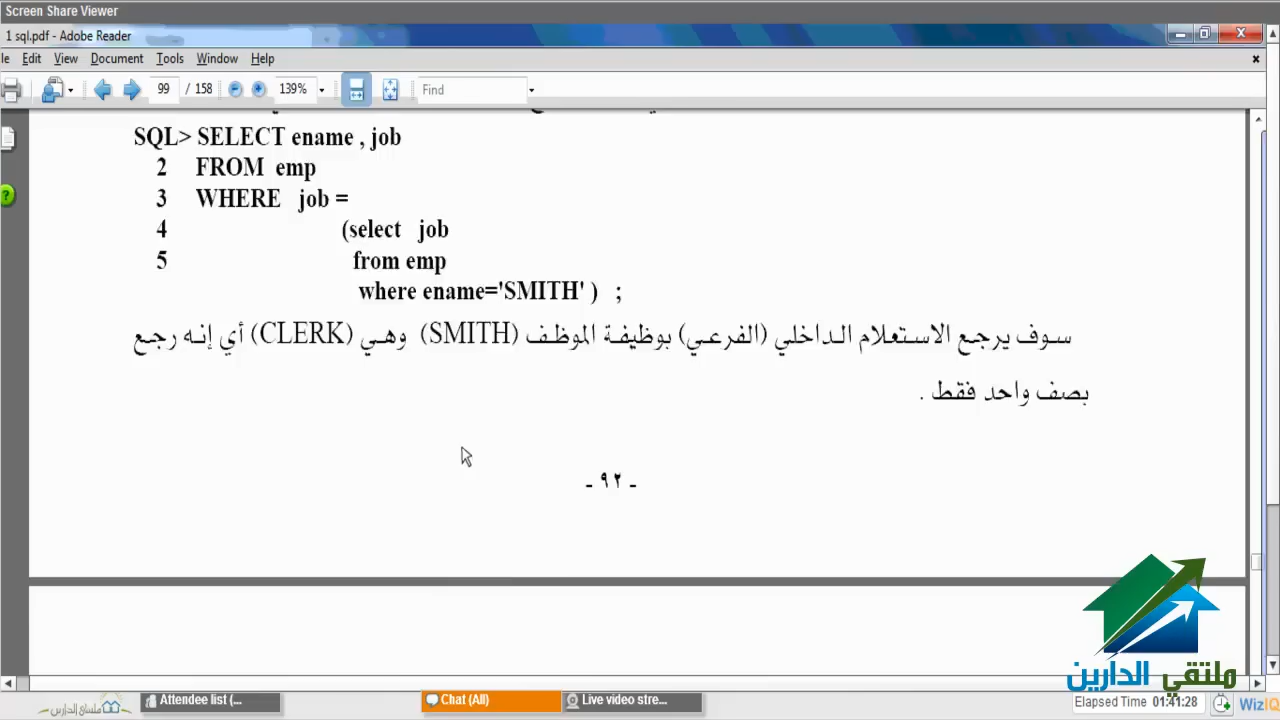 Screen Share Viewer
1 sql.pdf - Adobe Reader
le Edit View Document Tools Window Help
99 / 158 139% Find
SQL> SELECT ename , job
2 FROM emp
3 WHERE job =
4 (select job
5 from emp
where ename='SMITH' ) ;
سوف يرجع الاستعلام الداخلي (الفرعي) بوظيفة الموظف (SMITH) وهي (CLERK) أي إنه رجع
بصف واحد فقط .
- ٩٢ -
ملتقي الدارين
Attendee list (... Chat (All) Live video stre...
Elapsed Time 01:41:28
WizIQ